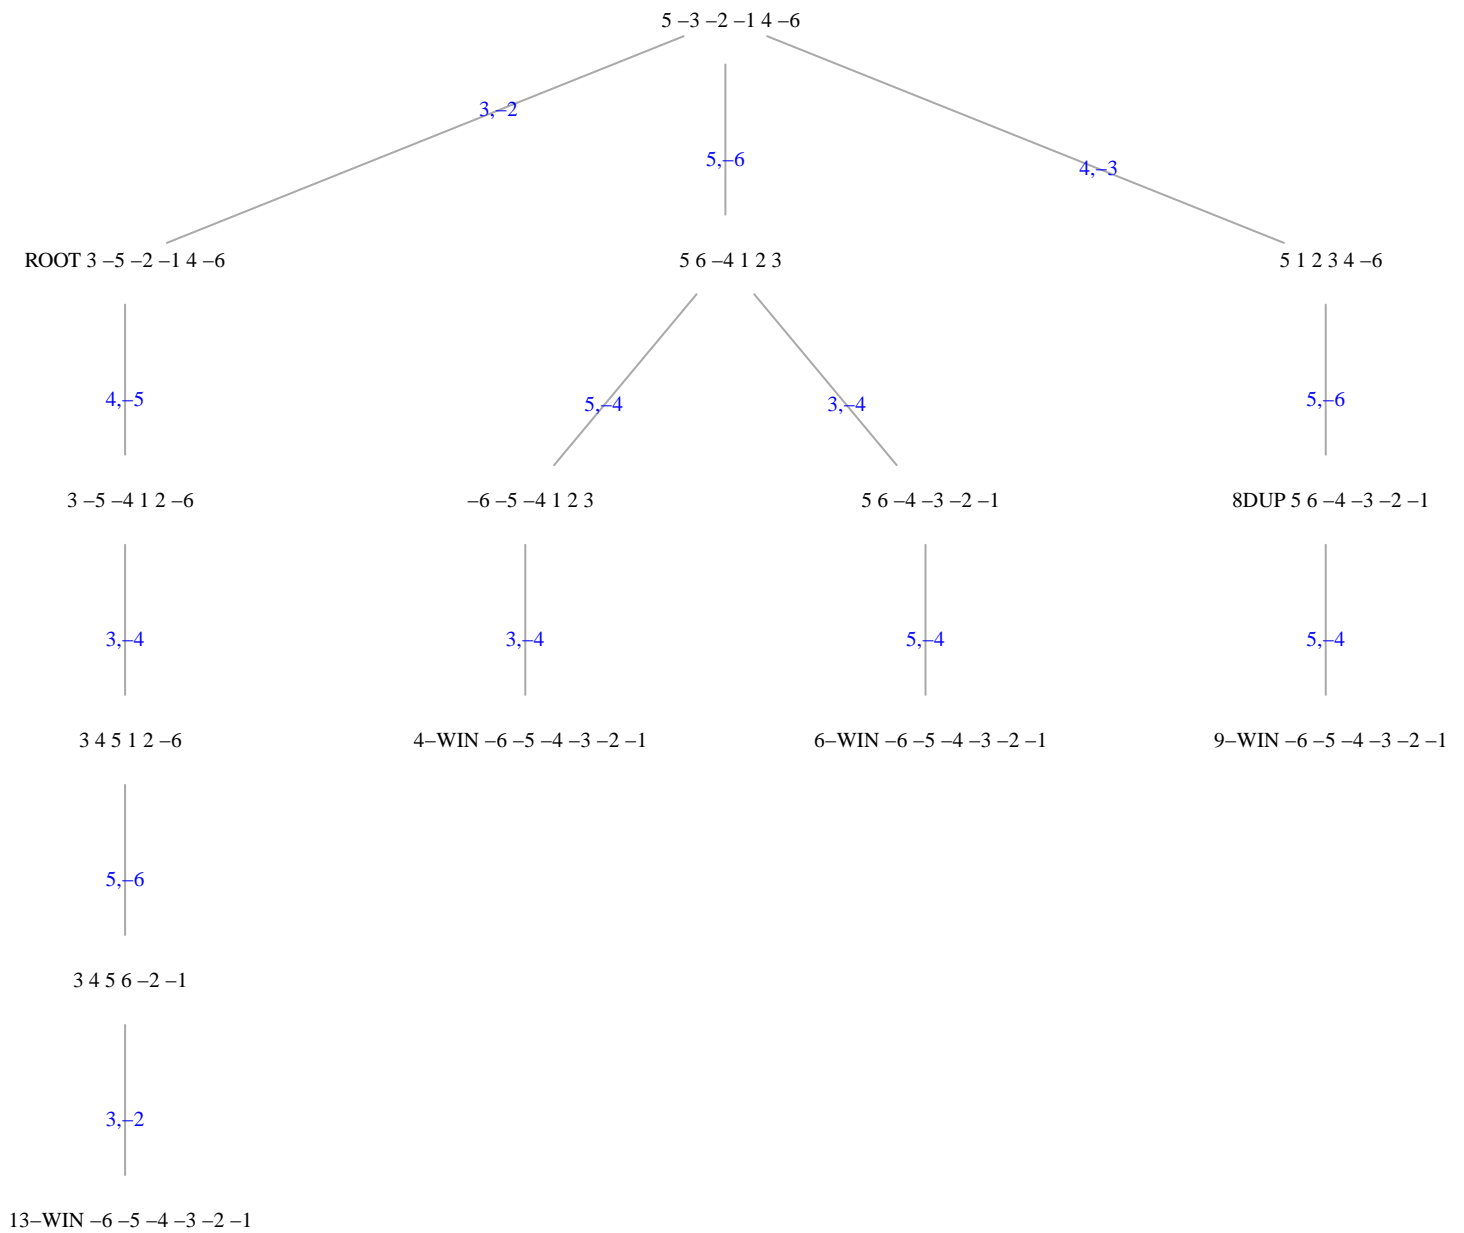 5 –3 –2 –1 4 –6
3,–2
5,–6
4,–3
ROOT 3 –5 –2 –1 4 –6
5 6 –4 1 2 3
5 1 2 3 4 –6
4,–5
5,–4
3,–4
5,–6
3 –5 –4 1 2 –6
–6 –5 –4 1 2 3
5 6 –4 –3 –2 –1
8DUP 5 6 –4 –3 –2 –1
3,–4
3,–4
5,–4
5,–4
3 4 5 1 2 –6
4–WIN –6 –5 –4 –3 –2 –1
6–WIN –6 –5 –4 –3 –2 –1
9–WIN –6 –5 –4 –3 –2 –1
5,–6
3 4 5 6 –2 –1
3,–2
13–WIN –6 –5 –4 –3 –2 –1